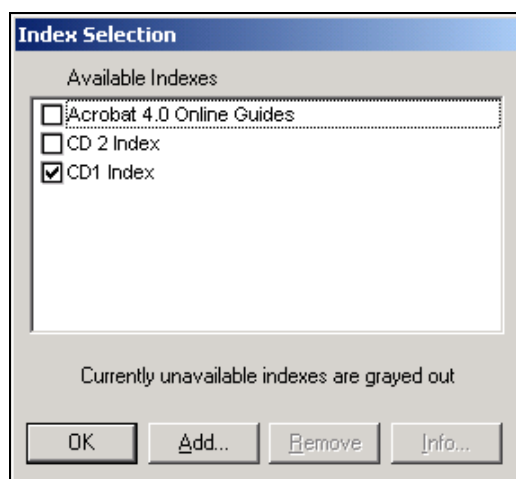 Index Selection
Available Indexes
Acrobat 4.0 Online Guides
CD 2 Index
CD1 Index
Currently unavailable indexes are grayed out
OK Add... Remove Info...